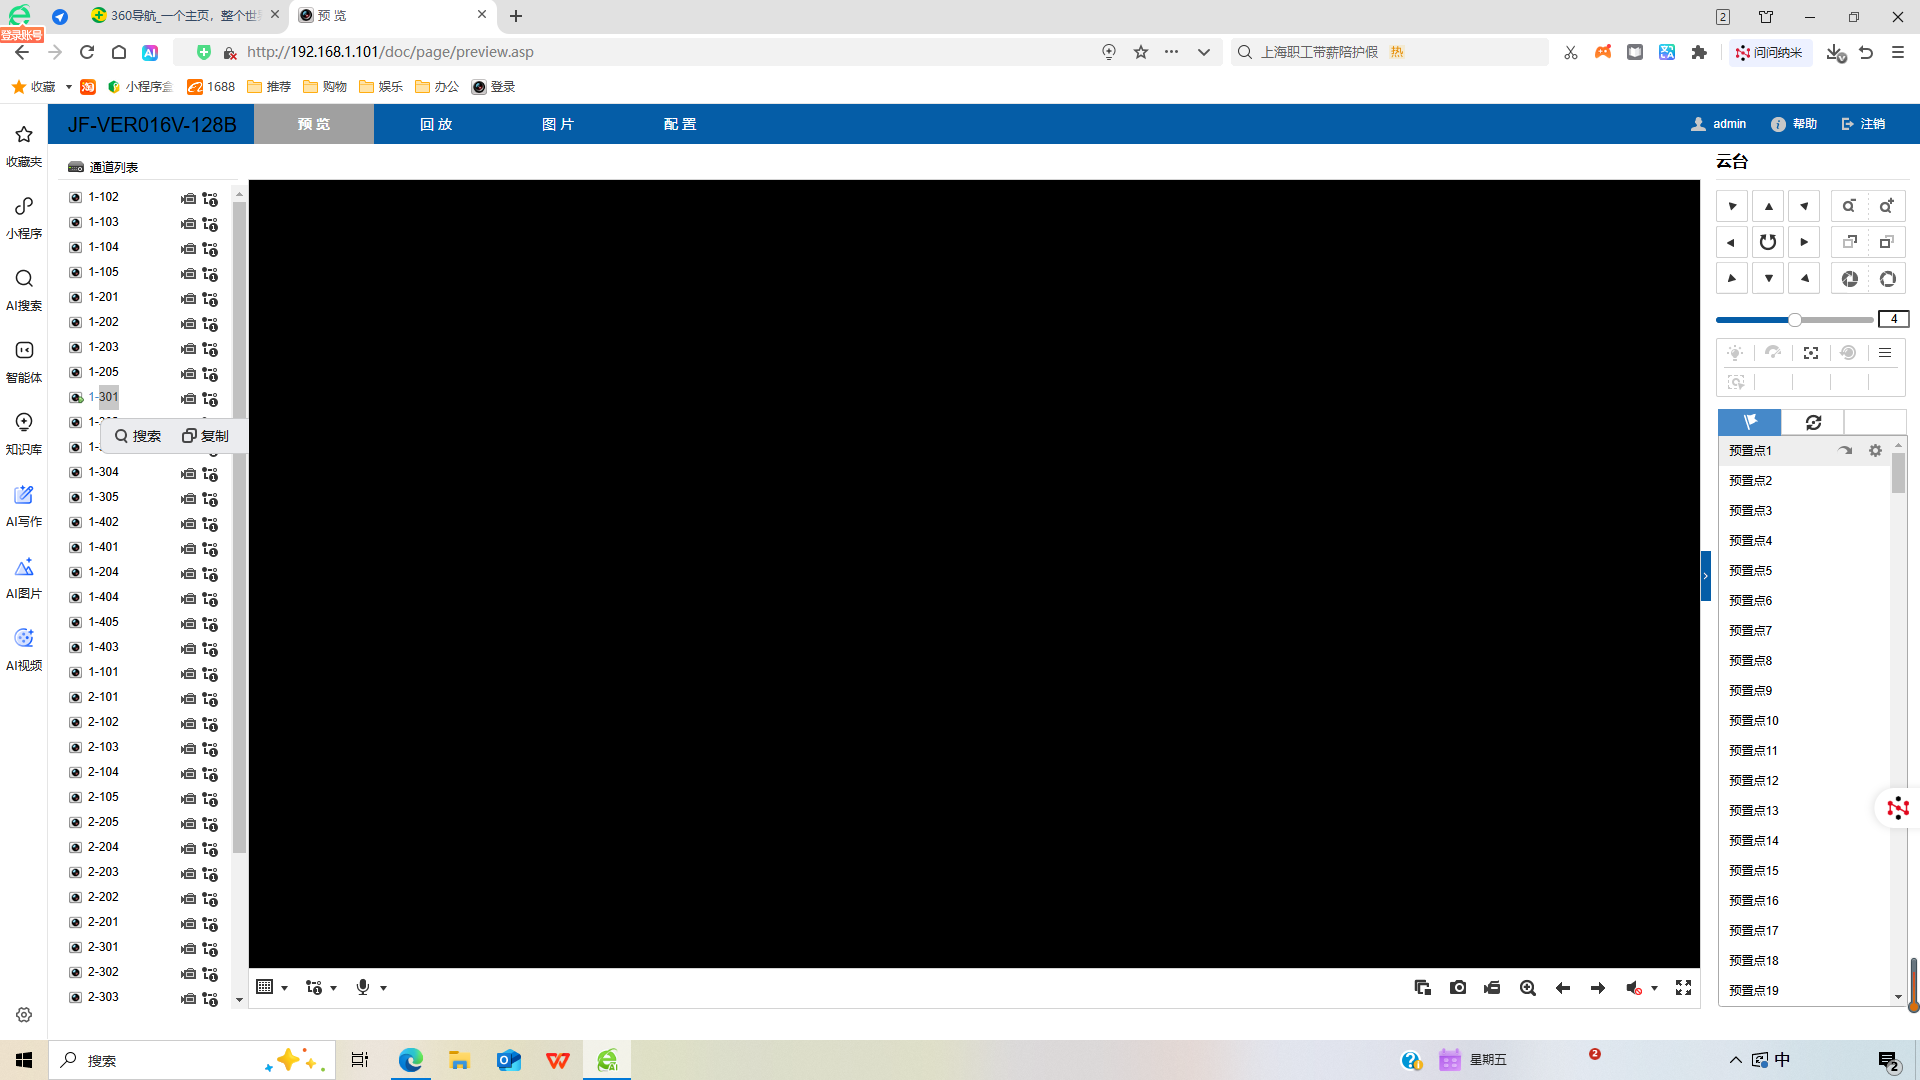 登录账号
360导航_一个主页，整个世
预 览
2
http://192.168.1.101/doc/page/preview.asp
上海职工带薪陪护假 热
问问纳米
收藏
淘
小程序盒
1688
推荐
购物
娱乐
办公
登录
收藏夹
小程序
AI搜索
智能体
知识库
AI写作
AI图片
AI视频
JF-VER016V-128B
预 览
回 放
图 片
配 置
admin
帮助
注销
通道列表
1-102
1-103
1-104
1-105
1-201
1-202
1-203
1-205
1-301
搜索
复制
1-304
1-305
1-402
1-401
1-204
1-404
1-405
1-403
1-101
2-101
2-102
2-103
2-104
2-105
2-205
2-204
2-203
2-202
2-201
2-301
2-302
2-303
云台
4
预置点1
预置点2
预置点3
预置点4
预置点5
预置点6
预置点7
预置点8
预置点9
预置点10
预置点11
预置点12
预置点13
预置点14
预置点15
预置点16
预置点17
预置点18
预置点19
搜索
星期五
2
中
2